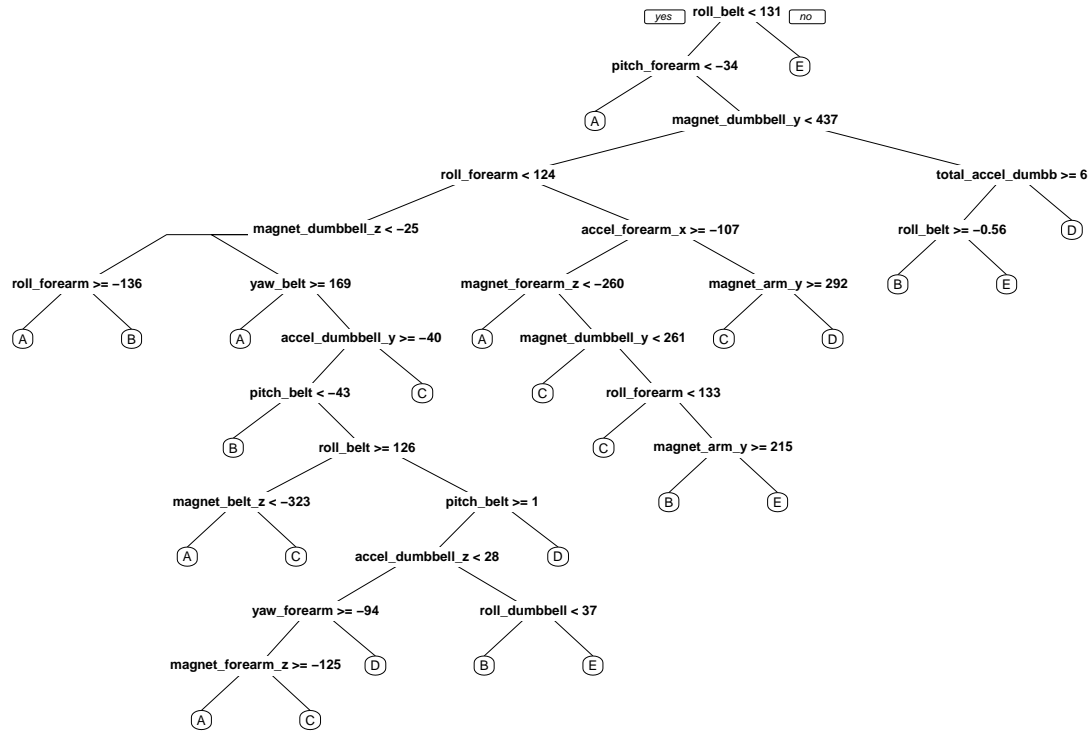 yes roll_belt < 131 no
pitch_forearm < −34 E
A magnet_dumbbell_y < 437
roll_forearm < 124 total_accel_dumbb >= 6
magnet_dumbbell_z < −25 accel_forearm_x >= −107 roll_belt >= −0.56 D
roll_forearm >= −136 yaw_belt >= 169 magnet_forearm_z < −260 magnet_arm_y >= 292 B E
A B A accel_dumbbell_y >= −40 A magnet_dumbbell_y < 261 C D
pitch_belt < −43 C C roll_forearm < 133
B roll_belt >= 126 C magnet_arm_y >= 215
magnet_belt_z < −323 pitch_belt >= 1 B E
A C accel_dumbbell_z < 28 D
yaw_forearm >= −94 roll_dumbbell < 37
magnet_forearm_z >= −125 D B E
A C